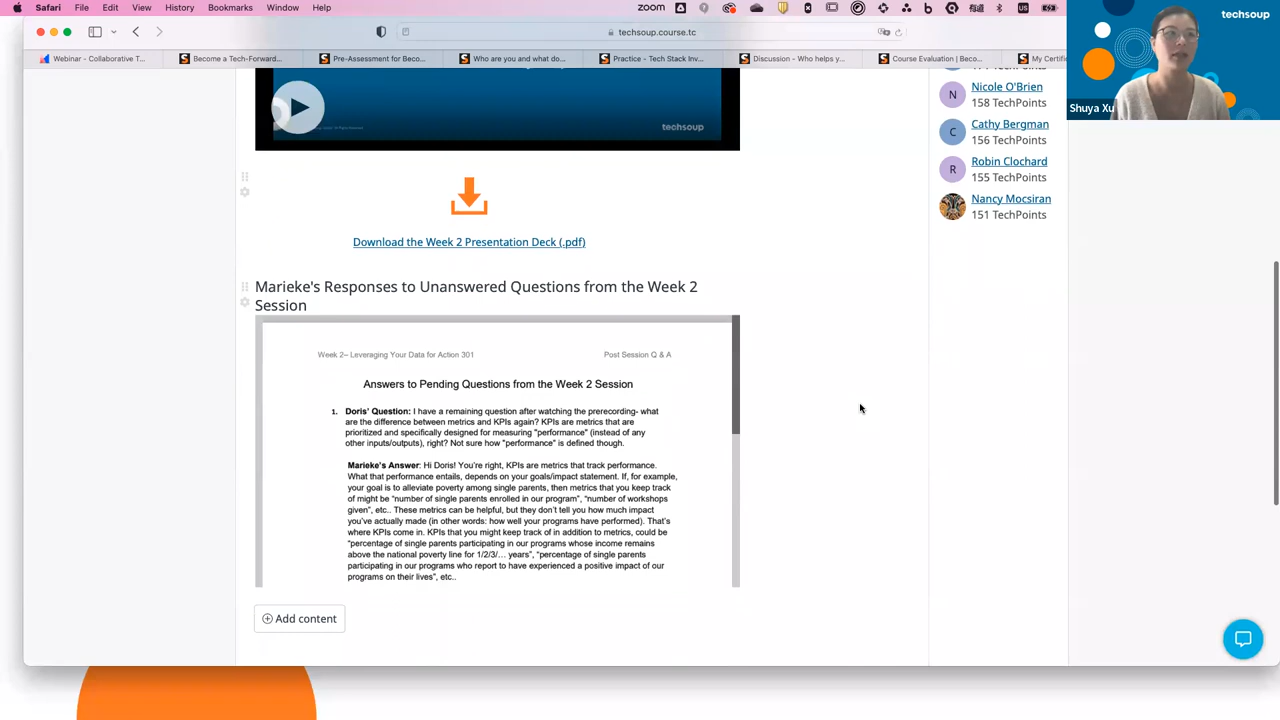 Safari File Edit View History Bookmarks Window Help
zoom
techsoup
techsoup.course.tc
Webinar - Collaborative T...
Become a Tech-Forward...
Pre-Assessment for Beco...
Who are you and what do...
Practice - Tech Stack Inv...
Discussion - Who helps y...
Course Evaluation | Beco...
My Certifi
Shuya Xu
techsoup
N
Nicole O'Brien
158 TechPoints
C
Cathy Bergman
156 TechPoints
R
Robin Clochard
155 TechPoints
Nancy Mocsiran
151 TechPoints
Download the Week 2 Presentation Deck (.pdf)
Marieke's Responses to Unanswered Questions from the Week 2
Session
Week 2– Leveraging Your Data for Action 301
Post Session Q & A
Answers to Pending Questions from the Week 2 Session
1. Doris' Question: I have a remaining question after watching the prerecording- what
are the difference between metrics and KPIs again? KPIs are metrics that are
prioritized and specifically designed for measuring "performance" (instead of any
other inputs/outputs), right? Not sure how "performance" is defined though.
Marieke's Answer: Hi Doris! You're right, KPIs are metrics that track performance.
What that performance entails, depends on your goals/impact statement. If, for example,
your goal is to alleviate poverty among single parents, then metrics that you keep track
of might be "number of single parents enrolled in our program", "number of workshops
given", etc.. These metrics can be helpful, but they don't tell you how much impact
you've actually made (in other words: how well your programs have performed). That's
where KPIs come in. KPIs that you might keep track of in addition to metrics, could be
"percentage of single parents participating in our programs whose income remains
above the national poverty line for 1/2/3/... years", "percentage of single parents
participating in our programs who report to have experienced a positive impact of our
programs on their lives", etc..
Add content